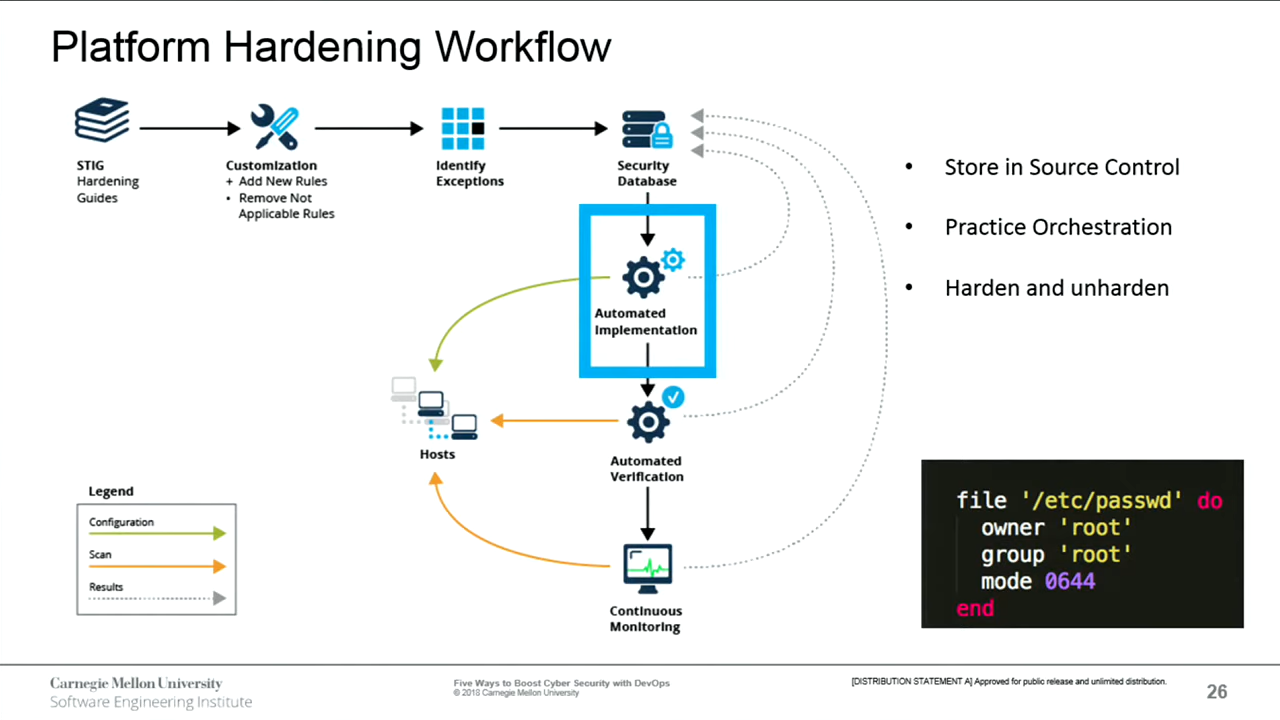 Platform Hardening Workflow
STIG
Hardening
Guides
Customization
+ Add New Rules
• Remove Not
Applicable Rules
Identify
Exceptions
Security
Database
• Store in Source Control
• Practice Orchestration
• Harden and unharden
Automated
Implementation
Hosts
Automated
Verification
Continuous
Monitoring
Legend
Configuration
Scan
Results
file '/etc/passwd' do
owner 'root'
group 'root'
mode 0644
end
Carnegie Mellon University
Software Engineering Institute
Five Ways to Boost Cyber Security with DevOps
© 2018 Carnegie Mellon University
[DISTRIBUTION STATEMENT A] Approved for public release and unlimited distribution.
26